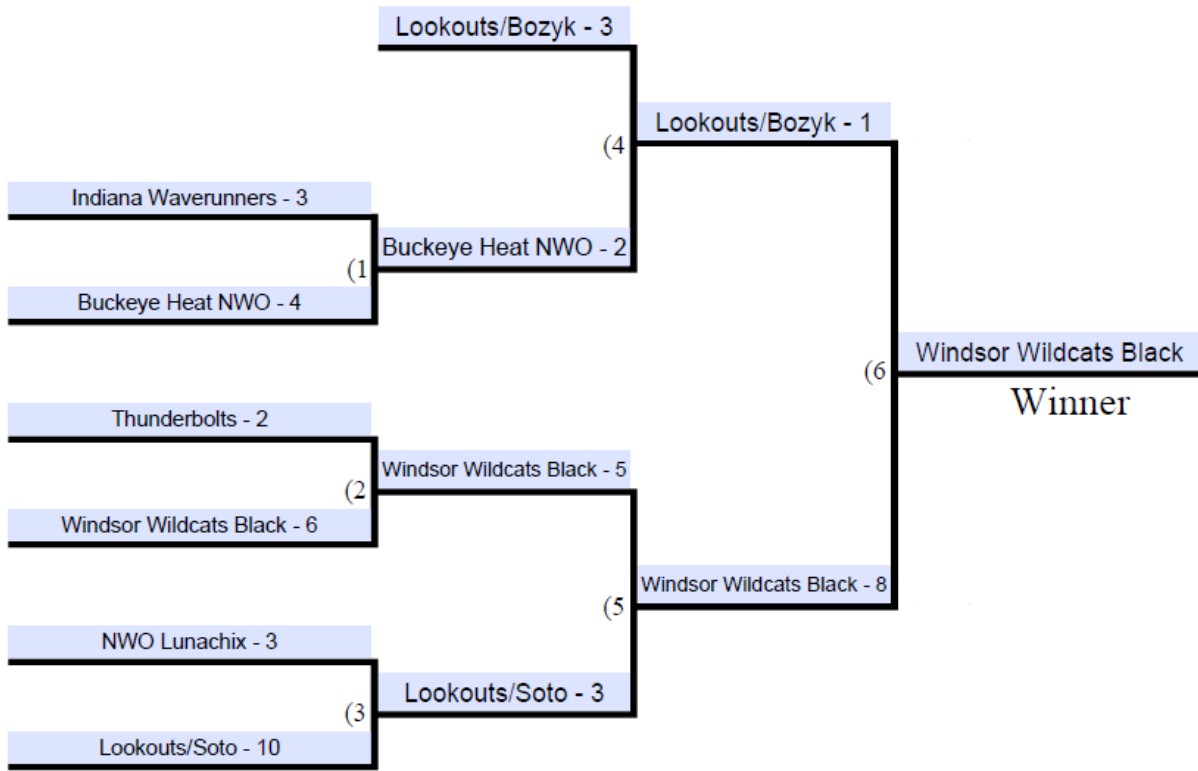 Lookouts/Bozyk - 3
Lookouts/Bozyk - 1
(4
Indiana Waverunners - 3
Buckeye Heat NWO - 2
(1
Buckeye Heat NWO - 4
Windsor Wildcats Black
(6
Winner
Thunderbolts - 2
Windsor Wildcats Black - 5
(2
Windsor Wildcats Black - 6
Windsor Wildcats Black - 8
(5
NWO Lunachix - 3
Lookouts/Soto - 3
(3
Lookouts/Soto - 10